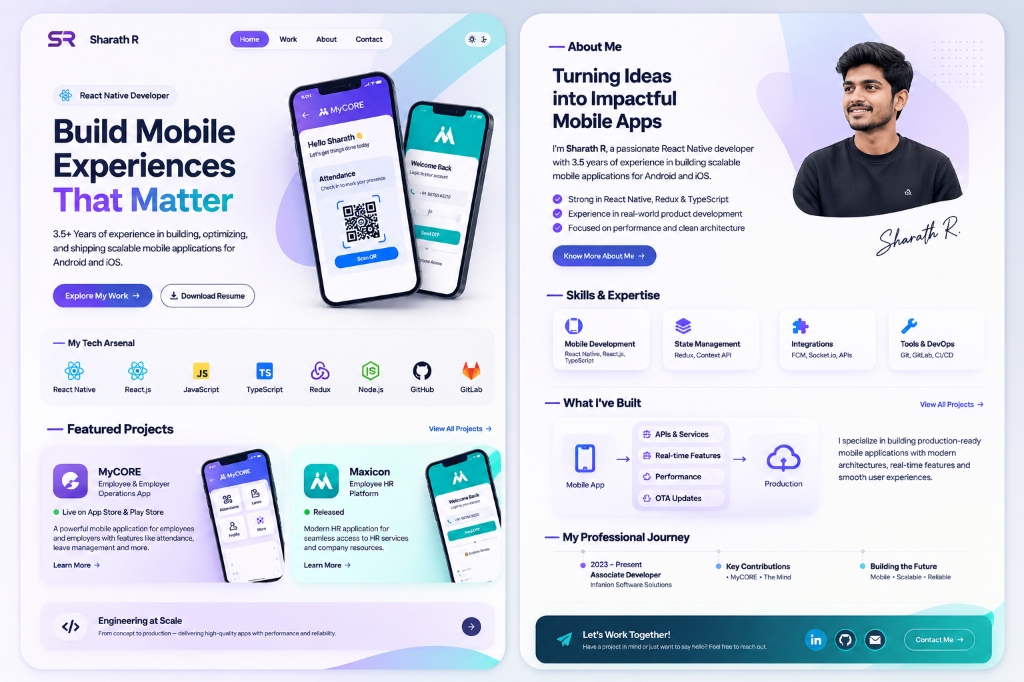 SR Sharath R
Home Work About Contact
React Native Developer
Build Mobile
Experiences
That Matter
3.5+ Years of experience in building, optimizing,
and shipping scalable mobile applications for
Android and iOS.
Explore My Work →
Download Resume
MyCORE
Hello Sharath 👋
Let's get things done today
Attendance
Check in to mark your presence
Scan QR
Welcome Back
Login to your account
Send OTP
My Tech Arsenal
React Native
React.js
JS
JavaScript
TS
TypeScript
Redux
Node.js
GitHub
GitLab
Featured Projects
View All Projects →
MyCORE
Employee & Employer
Operations App
Live on App Store & Play Store
A powerful mobile application for employees
and employers with features like attendance,
leave management and more.
Learn More →
MyCORE
Attendance
Leave
Profile
More
Maxicon
Employee HR
Platform
Released
Modern HR application for
seamless access to HR services
and company resources.
Learn More →
Welcome Back
Send OTP
</>
Engineering at Scale
From concept to production — delivering high-quality apps with performance and reliability.
→
About Me
Turning Ideas
into Impactful
Mobile Apps
I'm Sharath R, a passionate React Native developer
with 3.5 years of experience in building scalable
mobile applications for Android and iOS.
Strong in React Native, Redux & TypeScript
Experience in real-world product development
Focused on performance and clean architecture
Know More About Me →
Sharath R.
Skills & Expertise
Mobile Development
React Native, React.js,
TypeScript
State Management
Redux, Context API
Integrations
FCM, Socket.io, APIs
Tools & DevOps
Git, GitLab, CI/CD
What I've Built
View All Projects →
Mobile App
→
APIs & Services
Real-time Features
Performance
OTA Updates
→
Production
I specialize in building production-ready
mobile applications with modern
architectures, real-time features and
smooth user experiences.
My Professional Journey
2023 – Present
Associate Developer
Infanion Software Solutions
Key Contributions
• MyCORE • The Mind
Building the Future
Mobile • Scalable • Reliable
Let's Work Together!
Have a project in mind or just want to say hello? Feel free to reach out.
in
Contact Me →